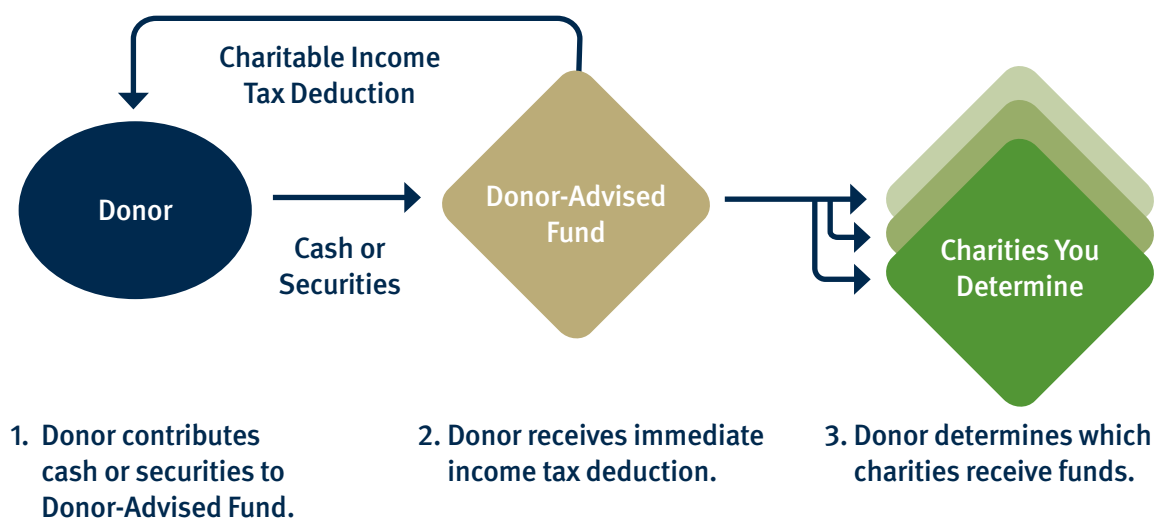 Charitable Income
Tax Deduction
Donor
Cash or
Securities
Donor-Advised
Fund
Charities You
Determine
1. Donor contributes
cash or securities to
Donor-Advised Fund.
2. Donor receives immediate
income tax deduction.
3. Donor determines which
charities receive funds.